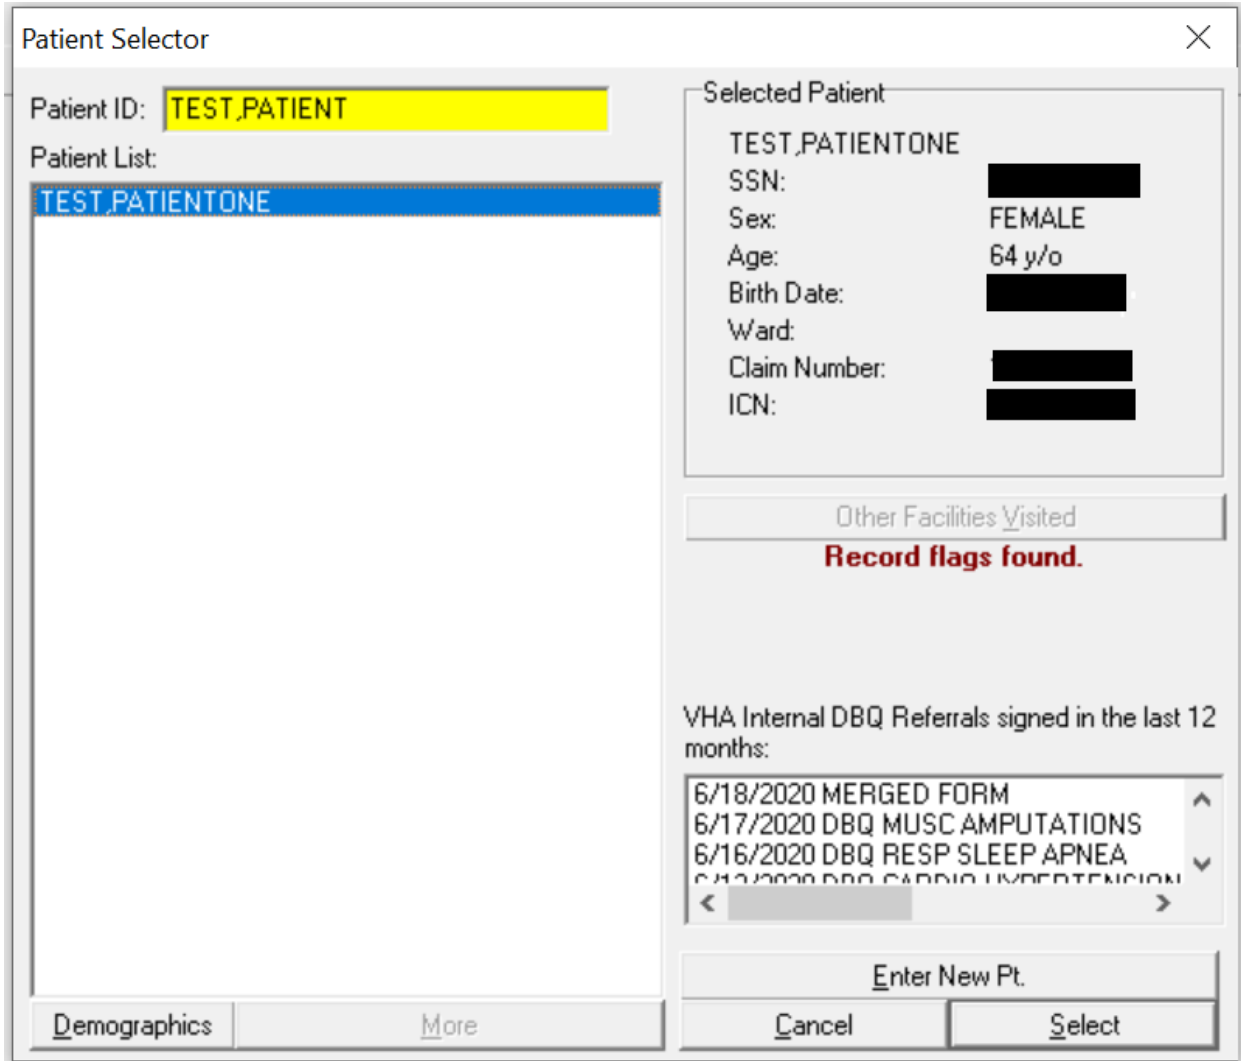 Patient Selector
Patient ID: TEST,PATIENT
Patient List:
TEST,PATIENTONE
Demographics
More
Selected Patient
TEST,PATIENTONE
SSN:
Sex: FEMALE
Age: 64 y/o
Birth Date:
Ward:
Claim Number:
ICN:
Other Facilities Visited
Record flags found.
VHA Internal DBQ Referrals signed in the last 12
months:
6/18/2020 MERGED FORM
6/17/2020 DBQ MUSC AMPUTATIONS
6/16/2020 DBQ RESP SLEEP APNEA
DBQ CARDIO HYPERTENSION
Enter New Pt.
Cancel
Select